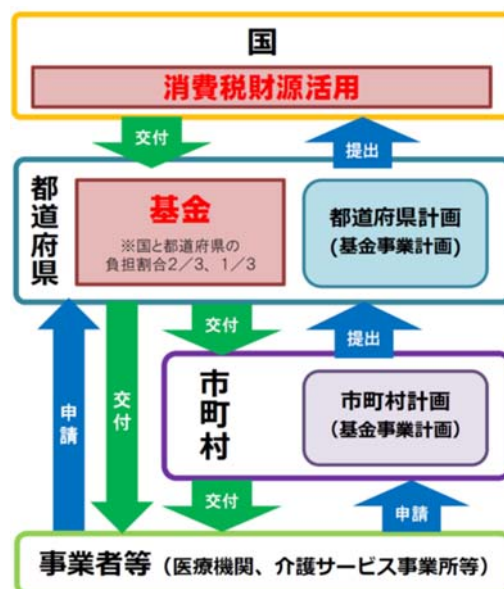 国
消費税財源活用
交付
提出
都道府県
基金
※国と都道府県の
負担割合2／3、1／3
都道府県計画
(基金事業計画)
交付
提出
申請
交付
市町村
市町村計画
（基金事業計画）
交付
申請
事業者等（医療機関、介護サービス事業所等）